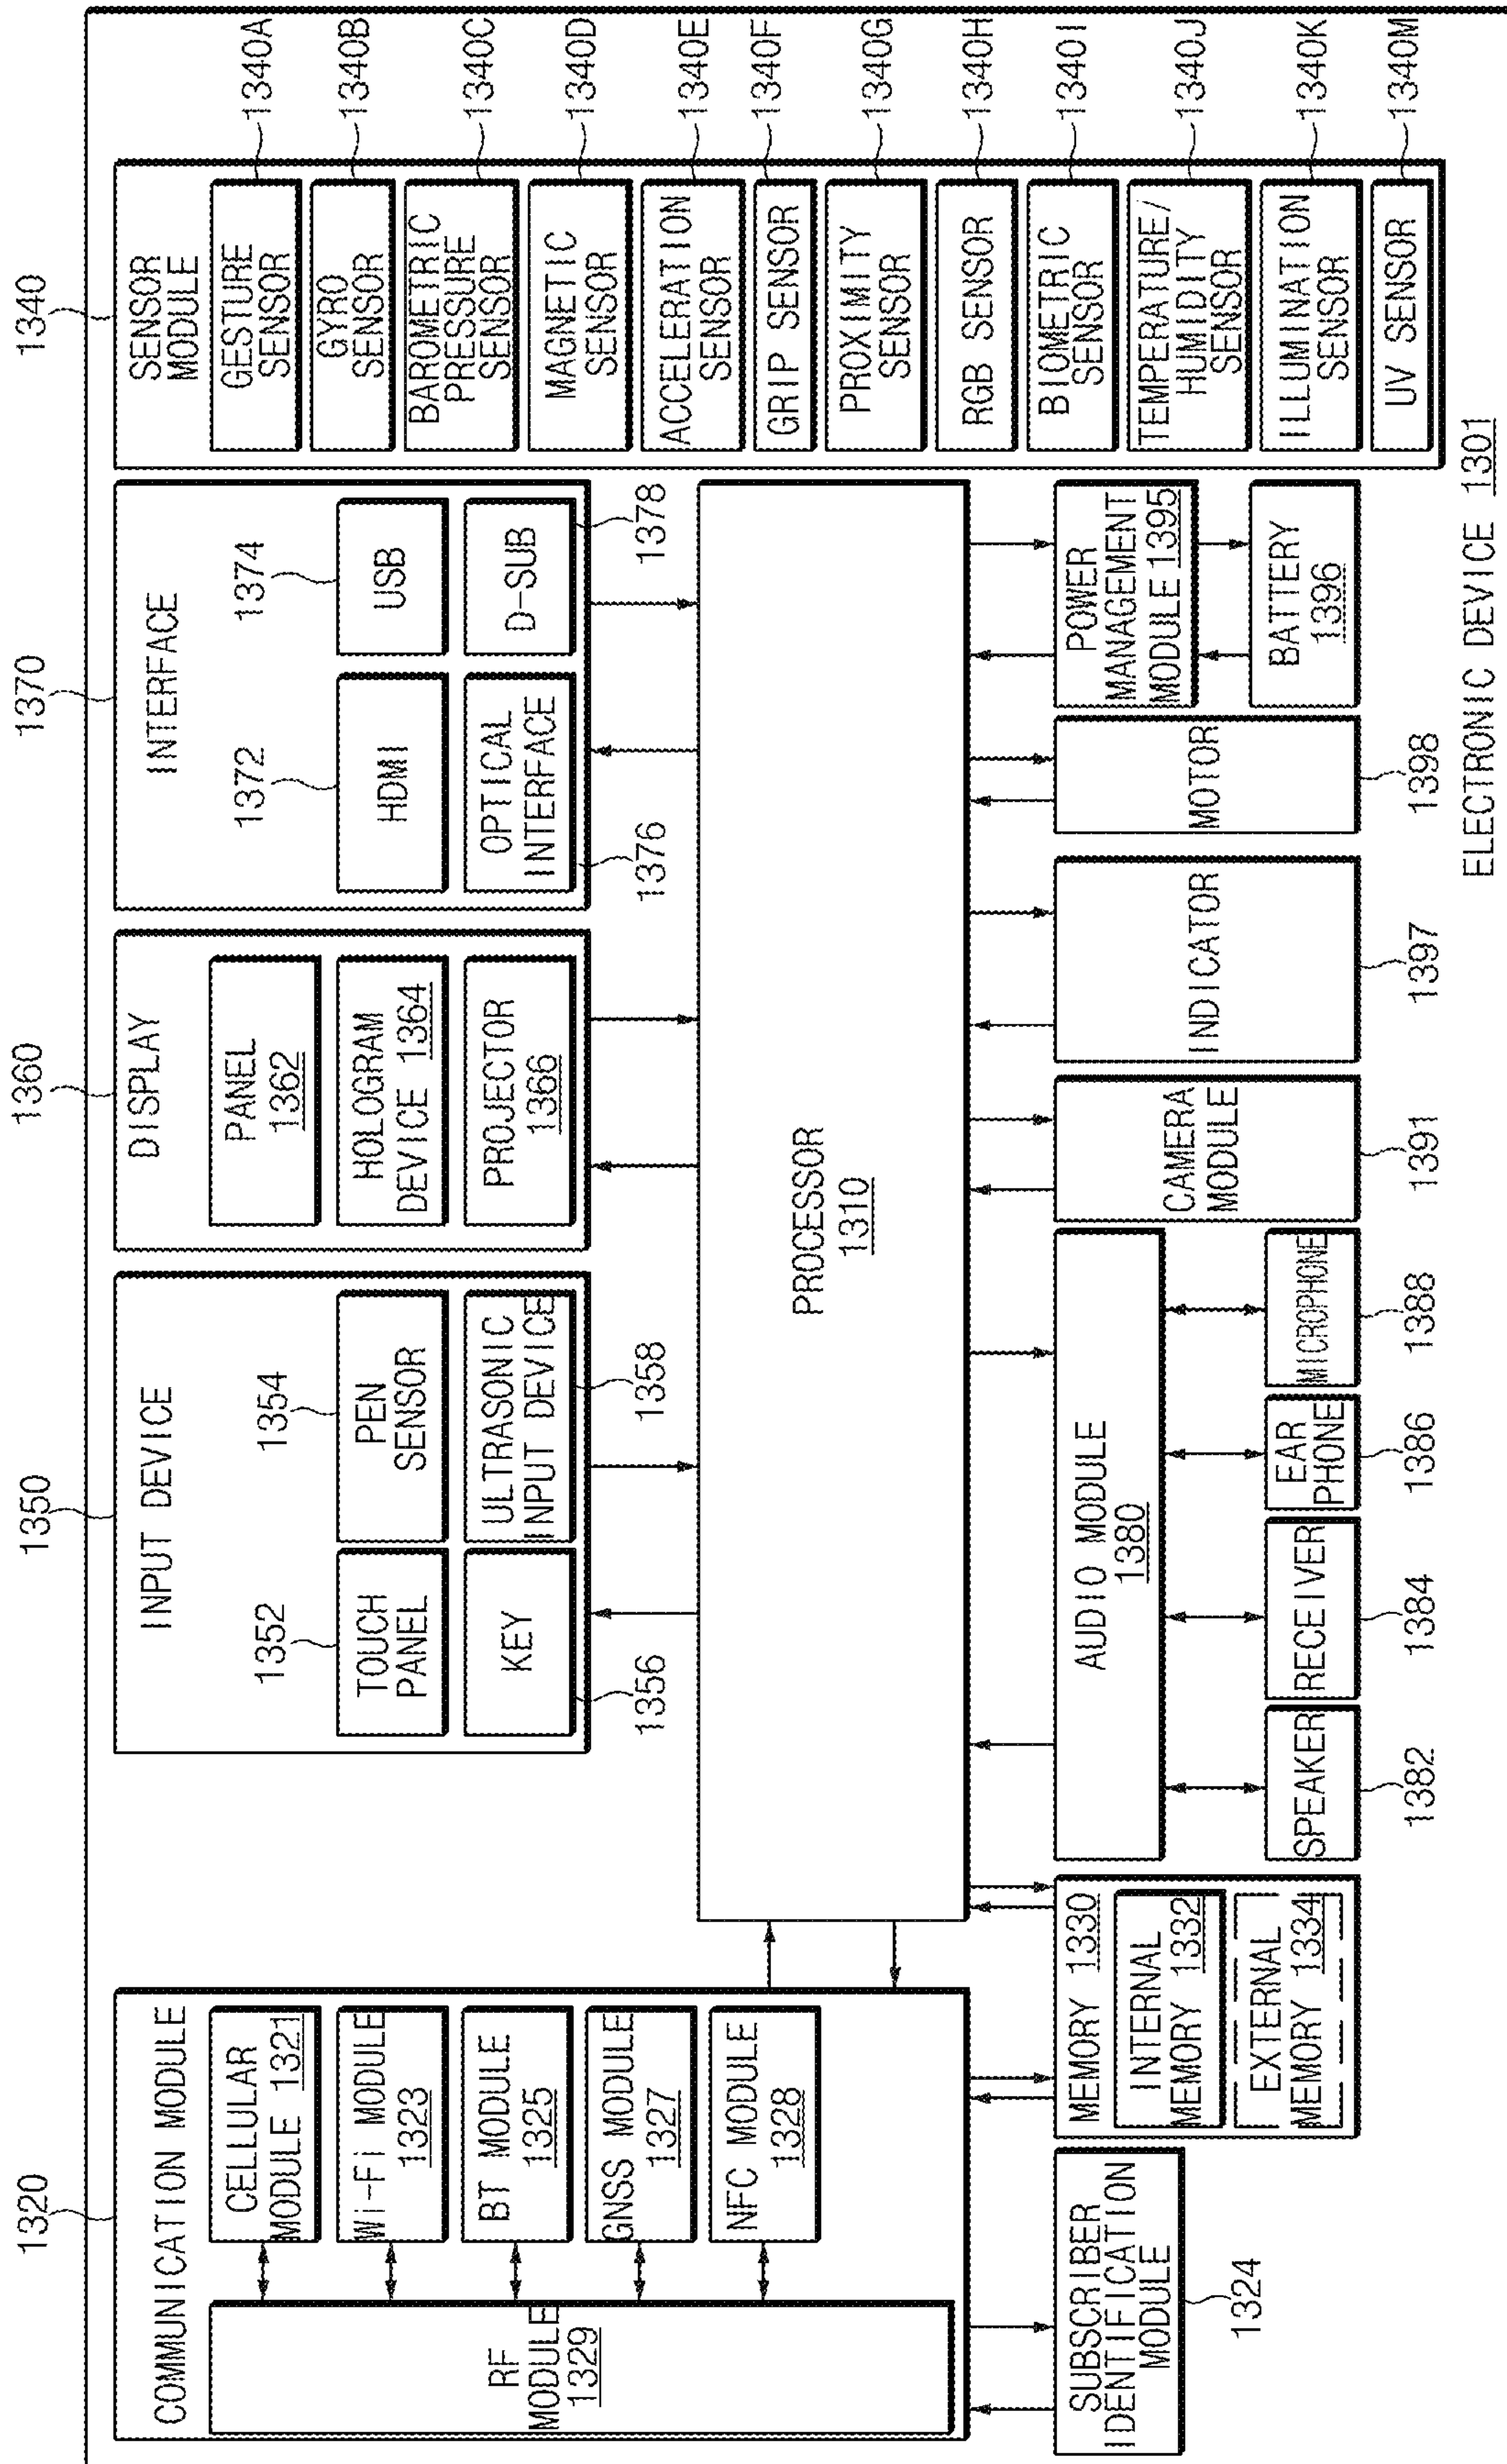 1320
COMMUNICATION MODULE
CELLULAR
MODULE 1321
Wi-Fi MODULE
1323
BT MODULE
1325
GNSS MODULE
1327
NFC MODULE
1328
RF
MODULE
1329
SUBSCRIBER
IDENTIFICATION
MODULE
1324
MEMORY 1330
INTERNAL
MEMORY 1332
EXTERNAL
MEMORY 1334
1350
INPUT DEVICE
1352
TOUCH
PANEL
1354
PEN
SENSOR
KEY
1356
ULTRASONIC
INPUT DEVICE
1358
1360
DISPLAY
PANEL
1362
HOLOGRAM
DEVICE 1364
PROJECTOR
1366
1370
INTERFACE
1372
HDMI
1374
USB
OPTICAL
INTERFACE
1376
D-SUB
1378
PROCESSOR
1310
AUDIO MODULE
1380
SPEAKER
1382
RECEIVER
1384
EAR
PHONE
1386
MICROPHONE
1388
CAMERA
MODULE
1391
INDICATOR
1397
MOTOR
1398
POWER
MANAGEMENT
MODULE 1395
BATTERY
1396
1340
SENSOR
MODULE
GESTURE
SENSOR
1340A
GYRO
SENSOR
1340B
BAROMETRIC
PRESSURE
SENSOR
1340C
MAGNETIC
SENSOR
1340D
ACCELERATION
SENSOR
1340E
GRIP SENSOR
1340F
PROXIMITY
SENSOR
1340G
RGB SENSOR
1340H
BIOMETRIC
SENSOR
1340I
TEMPERATURE/
HUMIDITY
SENSOR
1340J
ILLUMINATION
SENSOR
1340K
UV SENSOR
1340M
ELECTRONIC DEVICE 1301